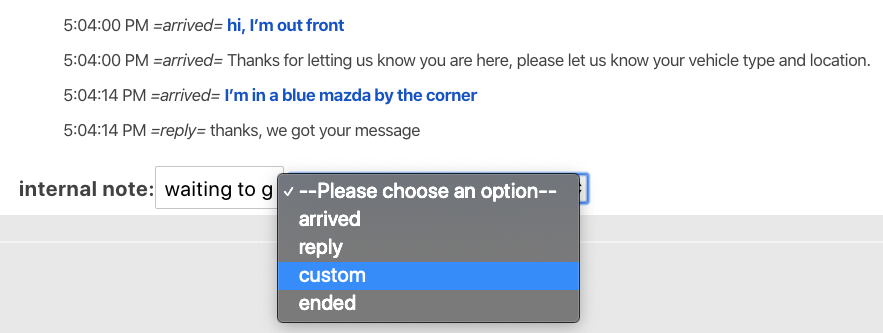 5:04:00 PM =arrived= hi, I'm out front
5:04:00 PM =arrived= Thanks for letting us know you are here, please let us know your vehicle type and location.
5:04:14 PM =arrived= I'm in a blue mazda by the corner
5:04:14 PM =reply= thanks, we got your message
internal note: waiting to g ✓ --Please choose an option--
arrived
reply
custom
ended